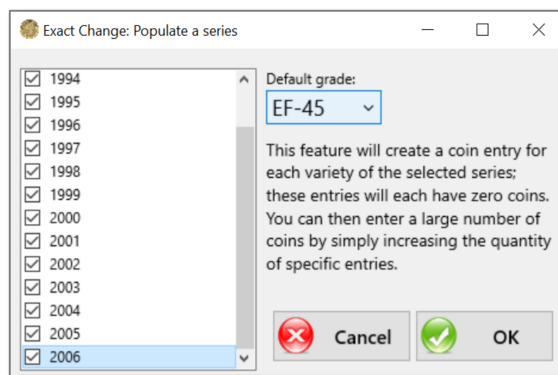 Exact Change: Populate a series
1994
1995
1996
1997
1998
1999
2000
2001
2002
2003
2004
2005
2006
Default grade:
EF-45
This feature will create a coin entry for
each variety of the selected series;
these entries will each have zero coins.
You can then enter a large number of
coins by simply increasing the quantity
of specific entries.
Cancel
OK